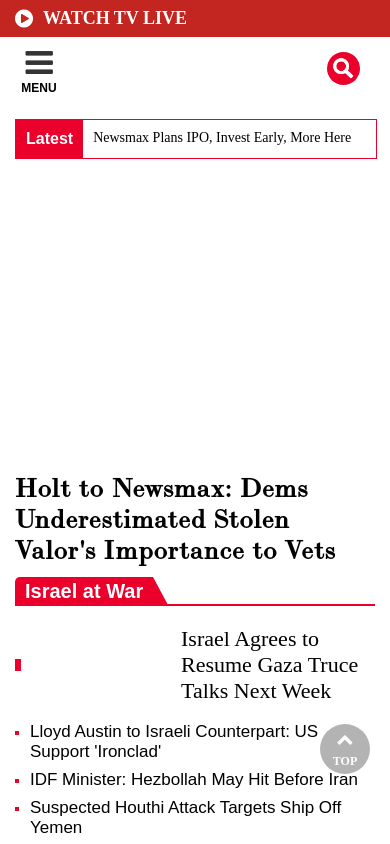 WATCH TV LIVE
MENU
Latest
Newsmax Plans IPO, Invest Early, More Here
Holt to Newsmax: Dems
Underestimated Stolen
Valor's Importance to Vets
Israel at War
Israel Agrees to
Resume Gaza Truce
Talks Next Week
Lloyd Austin to Israeli Counterpart: US
Support 'Ironclad'
IDF Minister: Hezbollah May Hit Before Iran
Suspected Houthi Attack Targets Ship Off
Yemen
TOP